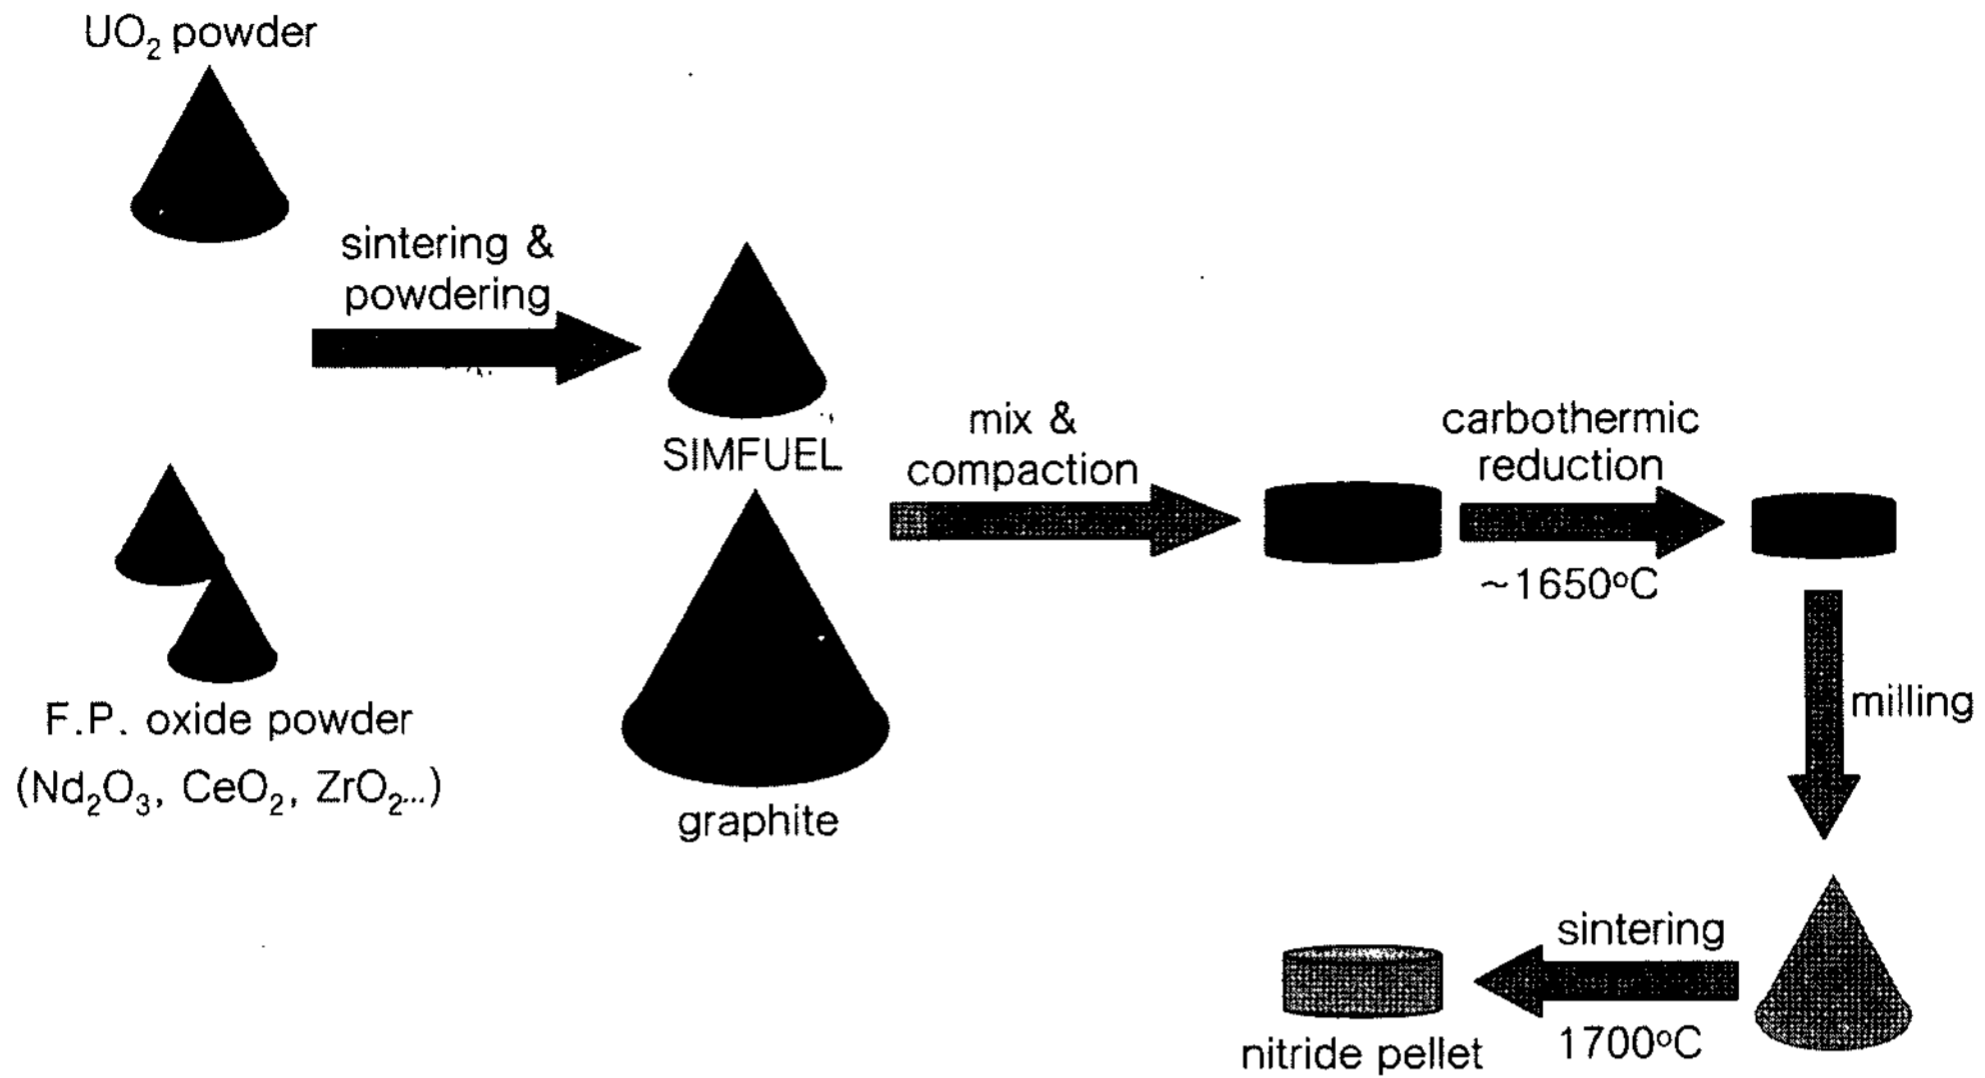 UO₂ powder
sintering &
powdering
SIMFUEL
F.P. oxide powder
(Nd₂O₃, CeO₂, ZrO₂...)
graphite
mix &
compaction
carbothermic
reduction
~1650°C
milling
sintering
1700°C
nitride pellet